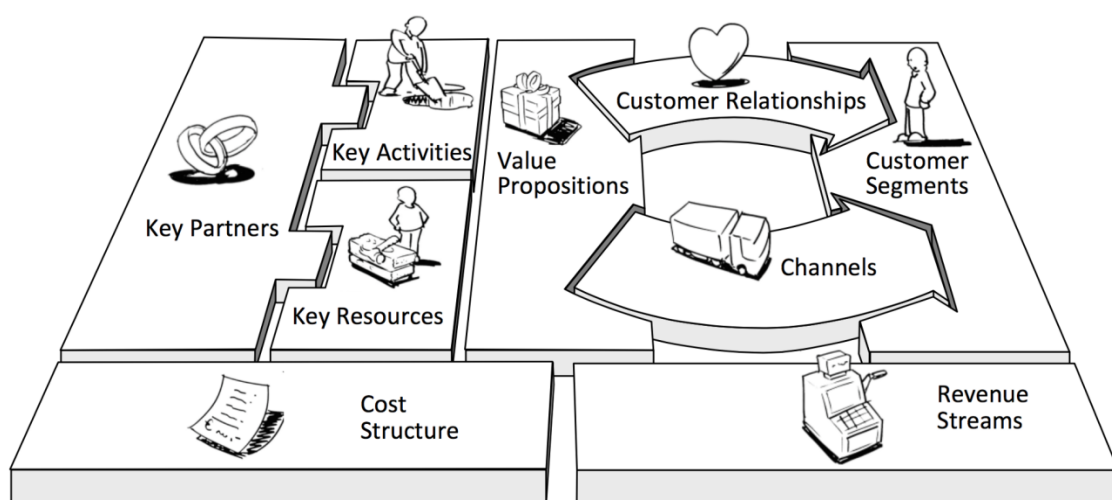 Key Partners
Key Activities
Key Resources
Value
Propositions
Customer Relationships
Channels
Customer
Segments
Cost
Structure
Revenue
Streams